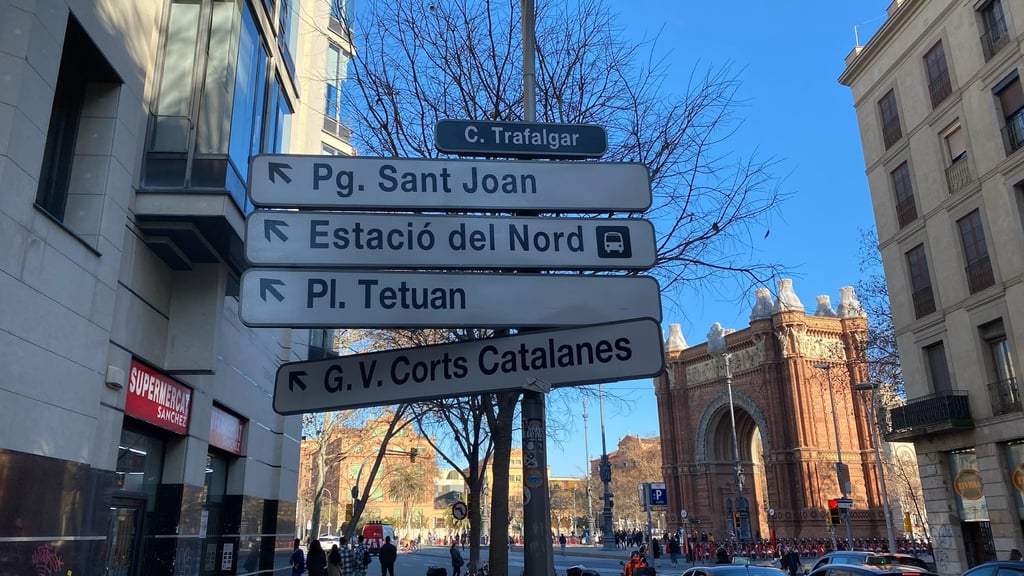 C. Trafalgar
Pg. Sant Joan
Estació del Nord
Pl. Tetuan
G. V. Corts Catalanes
SUPERMERCAT
SANCHEZ
P